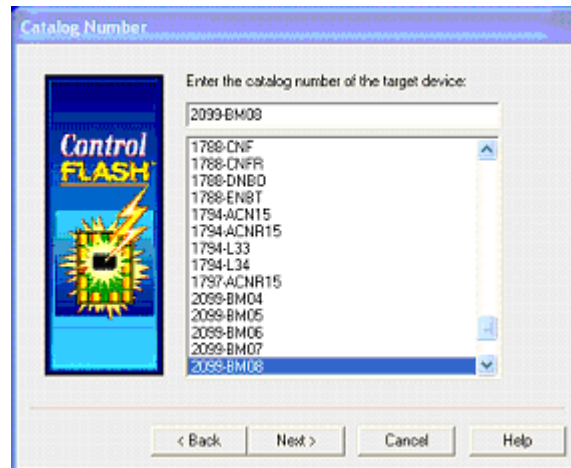 Catalog Number
Enter the catalog number of the target device:
2099-BM08
Control
FLASH
1788-CNF
1788-CNFR
1788-DNBO
1788-ENBT
1794-ACN15
1794-ACNR15
1794-L33
1794-L34
1797-ACNR15
2099-BM04
2099-BM05
2099-BM06
2099-BM07
2099-BM08
< Back
Next >
Cancel
Help